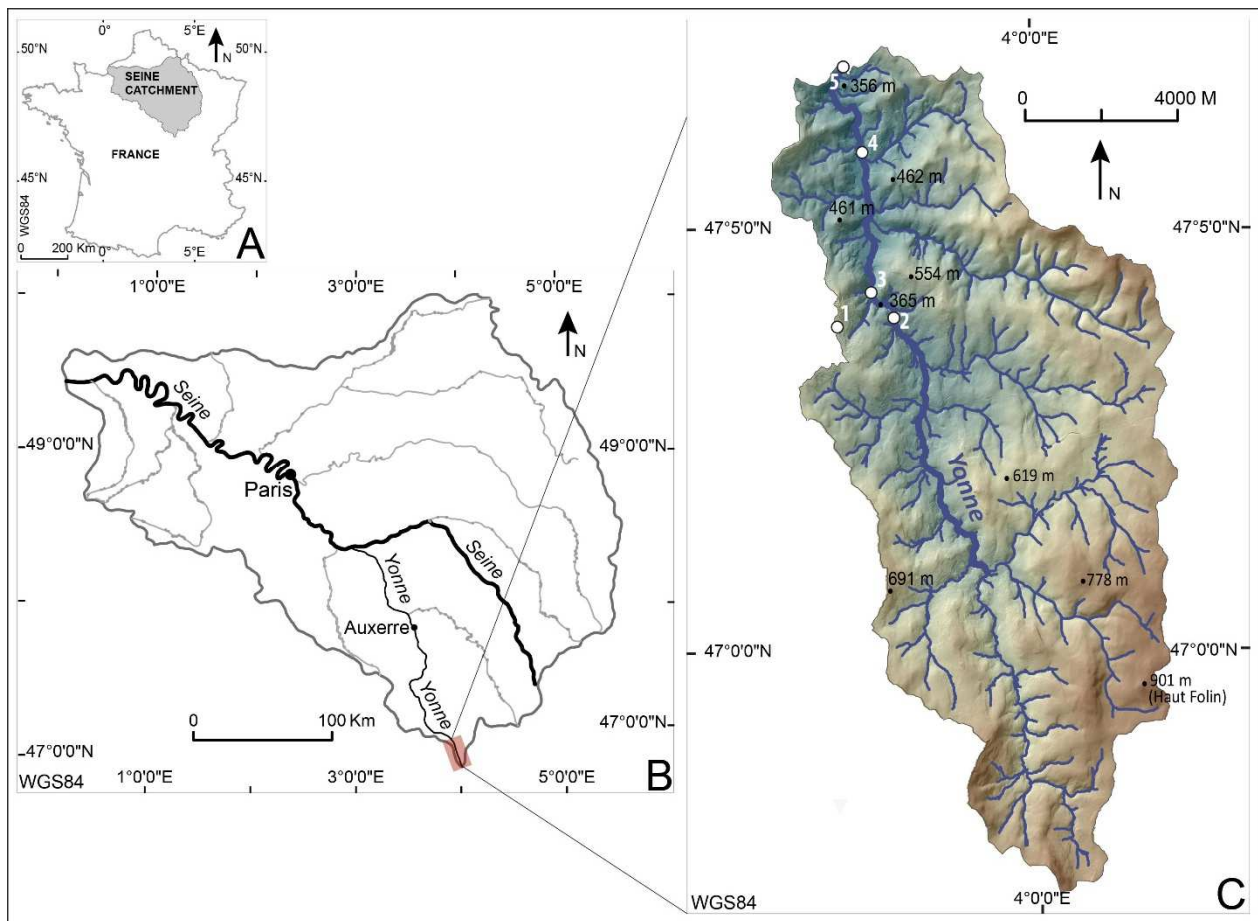 0°
5°E
50°N
50°N
N
SEINE
CATCHMENT
FRANCE
45°N
45°N
WGS84
0
200 Km
0°
5°E
A
1°0'0"E
3°0'0"E
5°0'0"E
N
Seine
49°0'0"N
49°0'0"N
Paris
Seine
Yonne
Auxerre
Yonne
0
100 Km
47°0'0"N
47°0'0"N
WGS84
1°0'0"E
3°0'0"E
5°0'0"E
B
4°0'0"E
0
4000 M
N
5
356 m
4
462 m
461 m
47°5'0"N
47°5'0"N
554 m
3
365 m
1
2
Yonne
619 m
691 m
778 m
47°0'0"N
47°0'0"N
901 m
(Haut Folin)
4°0'0"E
WGS84
C